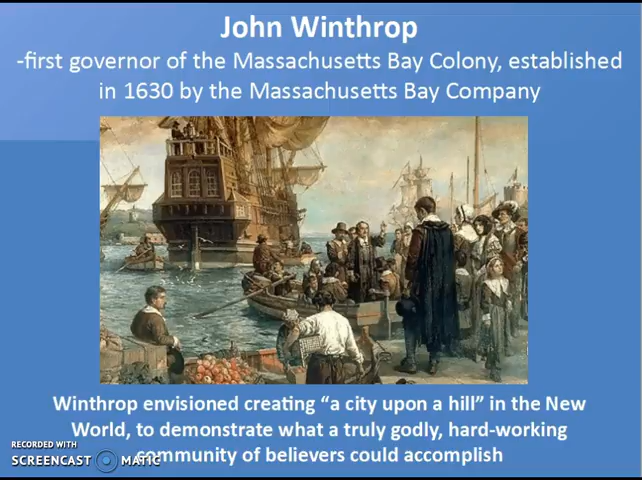 John Winthrop
-first governor of the Massachusetts Bay Colony, established
in 1630 by the Massachusetts Bay Company
Winthrop envisioned creating “a city upon a hill” in the New
World, to demonstrate what a truly godly, hard-working
community of believers could accomplish
RECORDED WITH
SCREENCAST MATIC